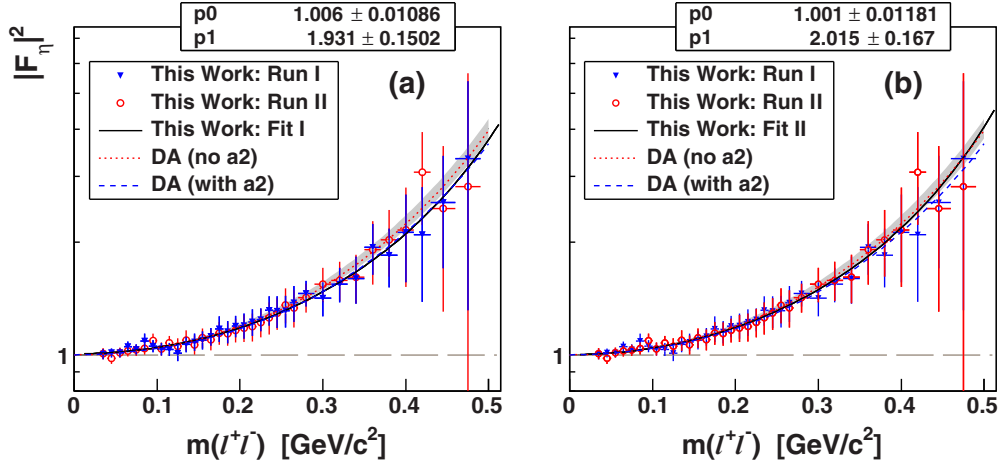 p0 1.006 ± 0.01086
p1 1.931 ± 0.1502
|F_η|²
This Work: Run I
This Work: Run II
This Work: Fit I
DA (no a2)
DA (with a2)
(a)
1
0 0.1 0.2 0.3 0.4 0.5
m(l⁺l⁻) [GeV/c²]
p0 1.001 ± 0.01181
p1 2.015 ± 0.167
This Work: Run I
This Work: Run II
This Work: Fit II
DA (no a2)
DA (with a2)
(b)
1
0 0.1 0.2 0.3 0.4 0.5
m(l⁺l⁻) [GeV/c²]